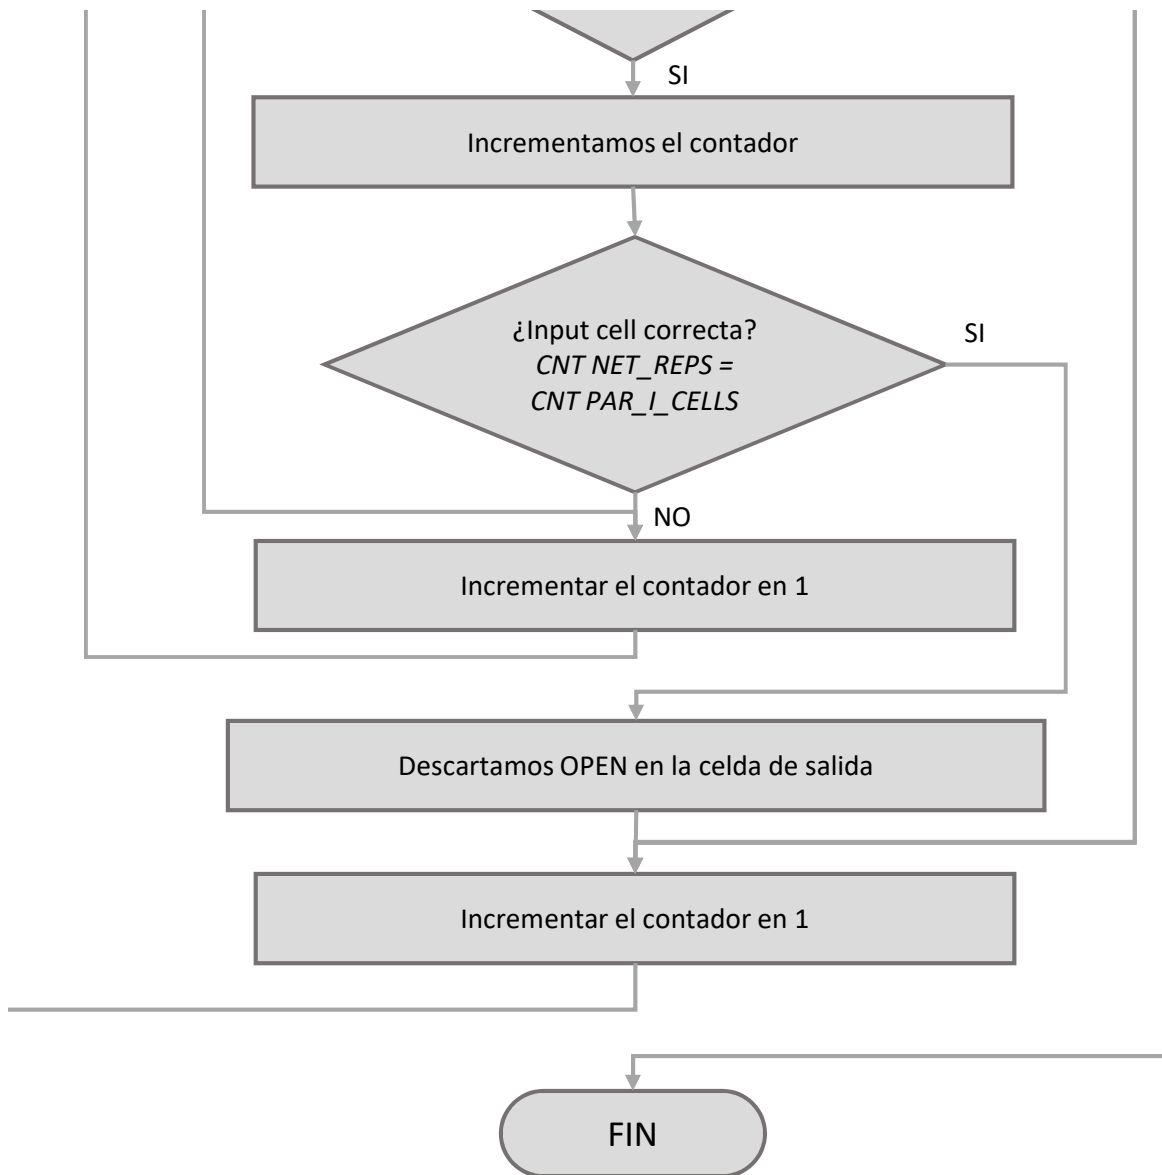 SI
Incrementamos el contador
¿Input cell correcta?
CNT NET_REPS =
CNT PAR_I_CELLS
SI
NO
Incrementar el contador en 1
Descartamos OPEN en la celda de salida
Incrementar el contador en 1
FIN